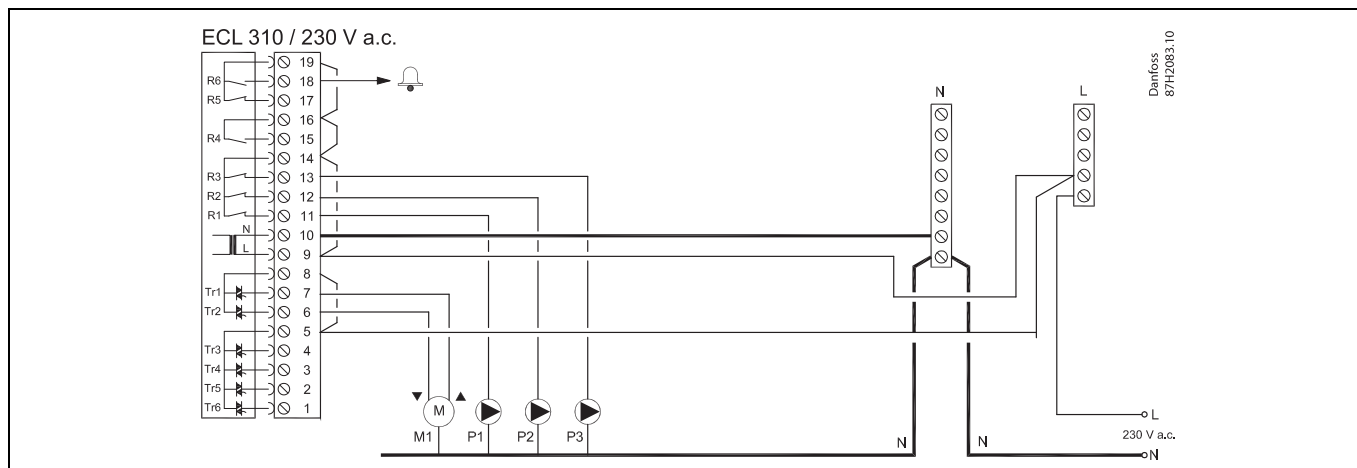 ECL 310 / 230 V a.c.
Danfoss
87H2083.10
19
R6 18
R5 17
16
R4 15
14
R3 13
R2 12
R1 11
N 10
L 9
8
Tr1 7
Tr2 6
5
Tr3 4
Tr4 3
Tr5 2
Tr6 1
N
L
M
M1 P1 P2 P3
N N
L
230 V a.c.
N